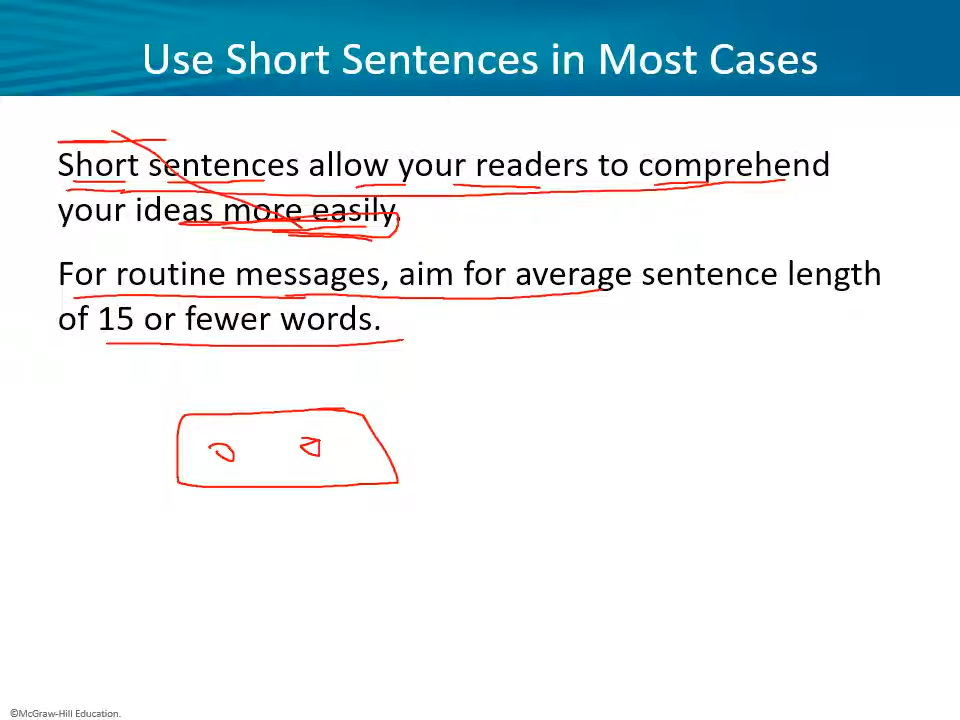 Use Short Sentences in Most Cases
Short sentences allow your readers to comprehend
your ideas more easily.
For routine messages, aim for average sentence length
of 15 or fewer words.
©McGraw-Hill Education.